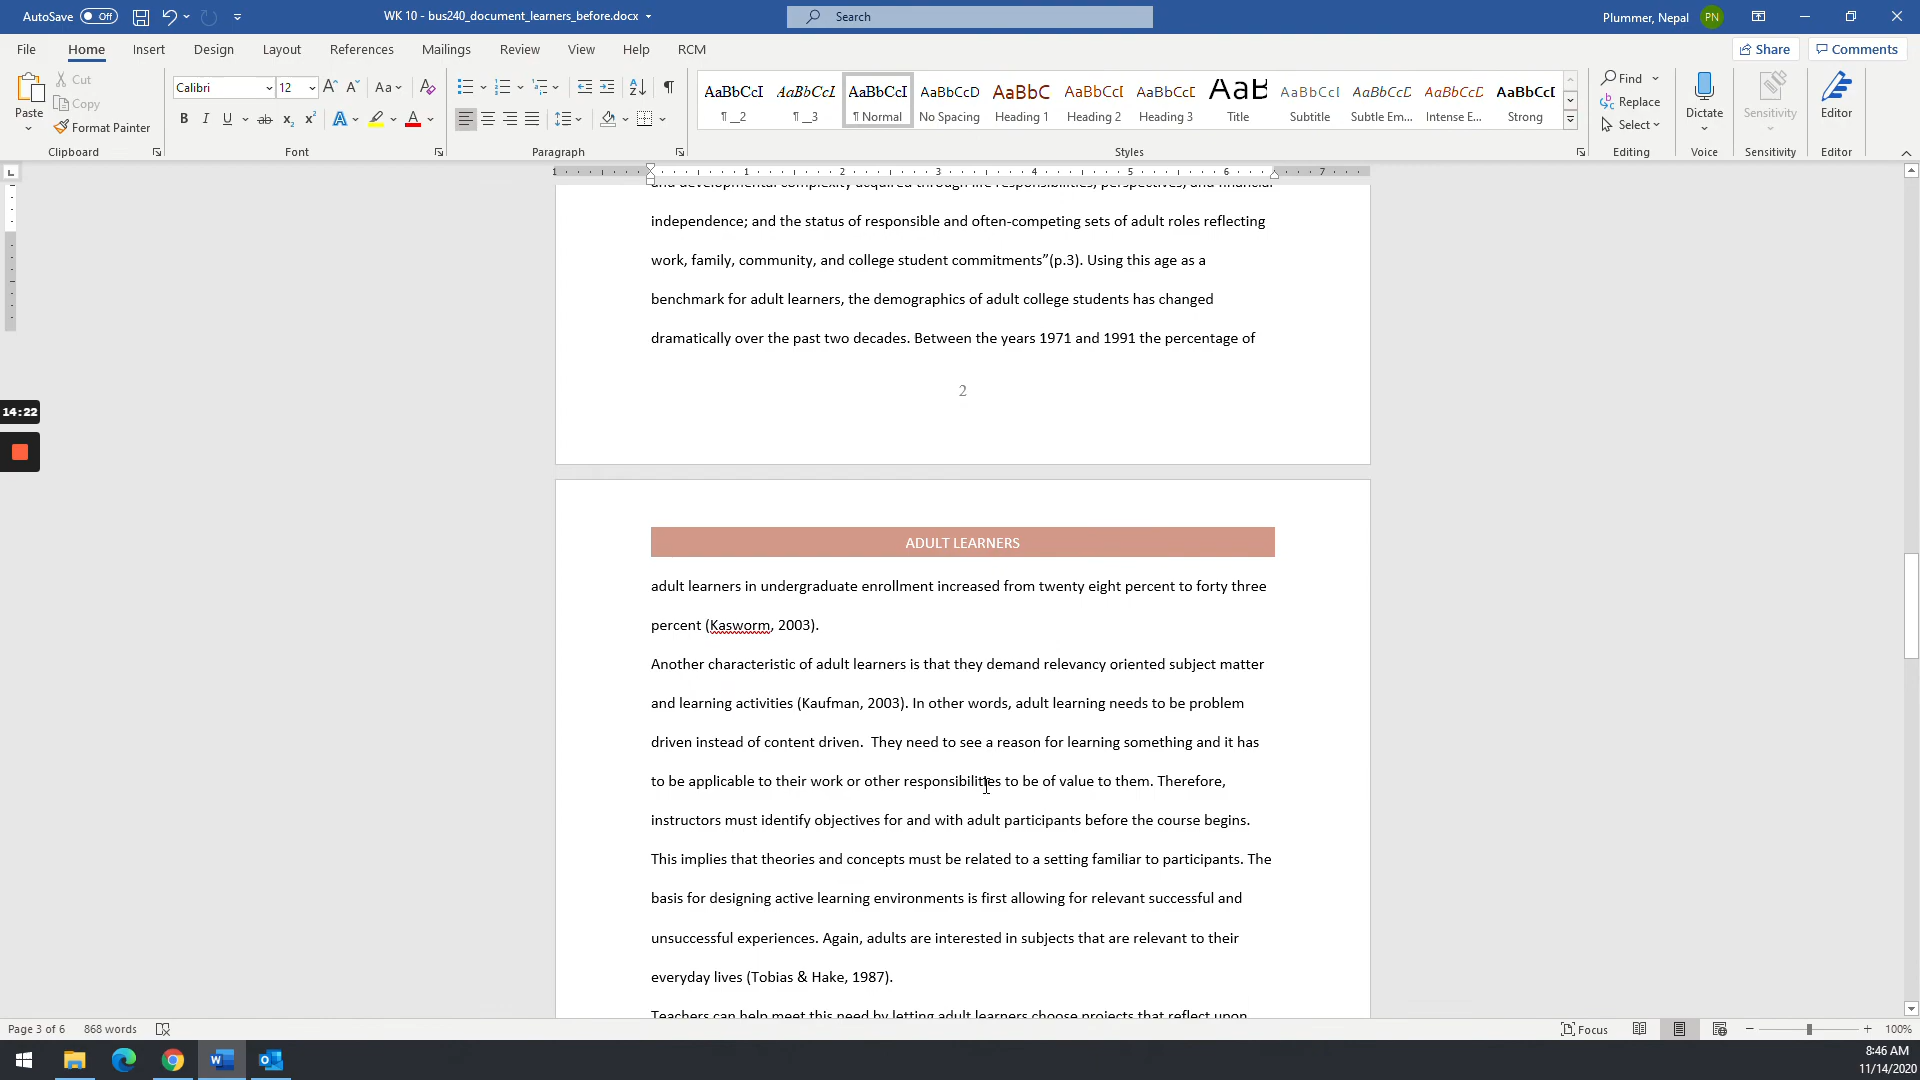 AutoSave Off WK 10 - bus240_document_learners_before.docx Search Plummer, Nepal PN
File Home Insert Design Layout References Mailings Review View Help RCM Share Comments
Paste Cut Copy Format Painter Clipboard
Calibri 12 Font
Paragraph
AaBbCcI AaBbCcI AaBbCcI AaBbCcD AaBbC AaBbCcI AaBbCcI AaB AaBbCcI AaBbCcD AaBbCcD AaBbCcI
¶ __2 ¶ __3 ¶ Normal No Spacing Heading 1 Heading 2 Heading 3 Title Subtitle Subtle Em... Intense E... Strong
Styles
Find Replace Select Editing
Dictate Voice
Sensitivity Sensitivity
Editor Editor
1 1 2 3 4 5 6 7
and developmental complexity acquired through life responsibilities, perspectives, and financial
independence; and the status of responsible and often-competing sets of adult roles reflecting
work, family, community, and college student commitments”(p.3). Using this age as a
benchmark for adult learners, the demographics of adult college students has changed
dramatically over the past two decades. Between the years 1971 and 1991 the percentage of
2
14:22
ADULT LEARNERS
adult learners in undergraduate enrollment increased from twenty eight percent to forty three
percent (Kasworm, 2003).
Another characteristic of adult learners is that they demand relevancy oriented subject matter
and learning activities (Kaufman, 2003). In other words, adult learning needs to be problem
driven instead of content driven.  They need to see a reason for learning something and it has
to be applicable to their work or other responsibilities to be of value to them. Therefore,
instructors must identify objectives for and with adult participants before the course begins.
This implies that theories and concepts must be related to a setting familiar to participants. The
basis for designing active learning environments is first allowing for relevant successful and
unsuccessful experiences. Again, adults are interested in subjects that are relevant to their
everyday lives (Tobias & Hake, 1987).
Teachers can help meet this need by letting adult learners choose projects that reflect upon
Page 3 of 6 868 words Focus 100%
8:46 AM
11/14/2020